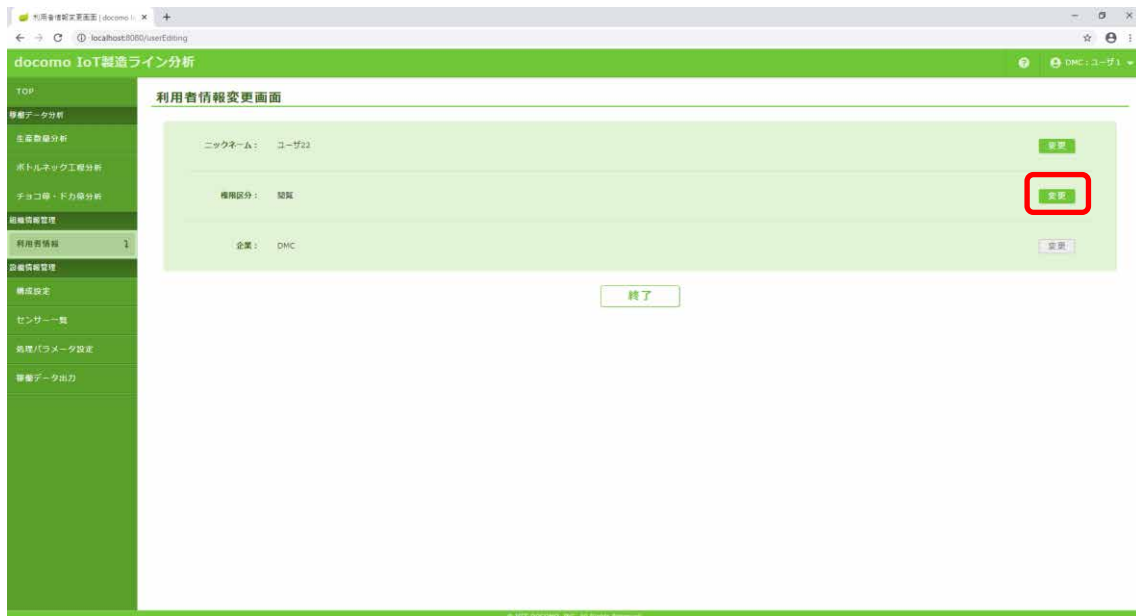 利用者情報変更画面 | docomo I
localhost:8080/userEditing
docomo IoT製造ライン分析
DMC：ユーザ1
TOP
利用者情報変更画面
稼働データ分析
生産数量分析
ニックネーム： ユーザ22 変更
ボトルネック工程分析
チョコ停・ドカ停分析
権限区分： 閲覧 変更
組織情報管理
利用者情報
企業： DMC 変更
設備情報管理
構成設定
終了
センサー一覧
処理パラメータ設定
稼働データ出力
© NTT DOCOMO, INC. All Rights Reserved.